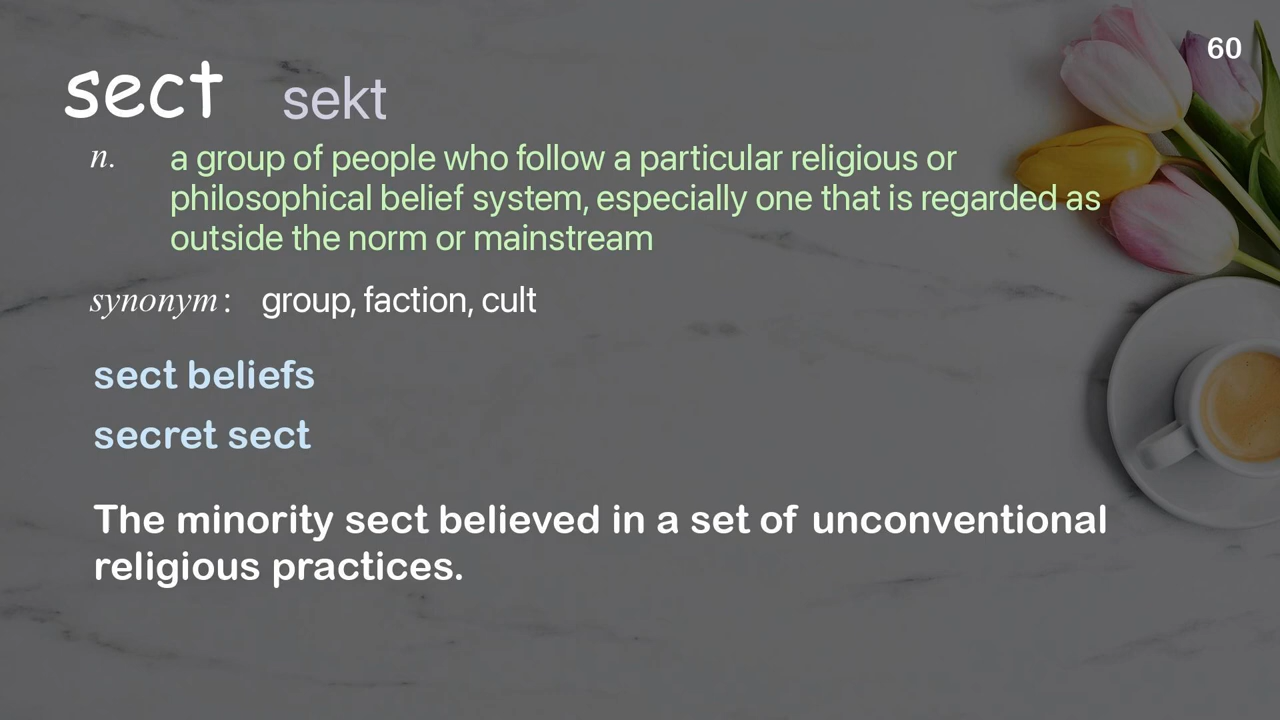 60
sect sekt
n. a group of people who follow a particular religious or
philosophical belief system, especially one that is regarded as
outside the norm or mainstream
synonym: group, faction, cult
sect beliefs
secret sect
The minority sect believed in a set of unconventional
religious practices.